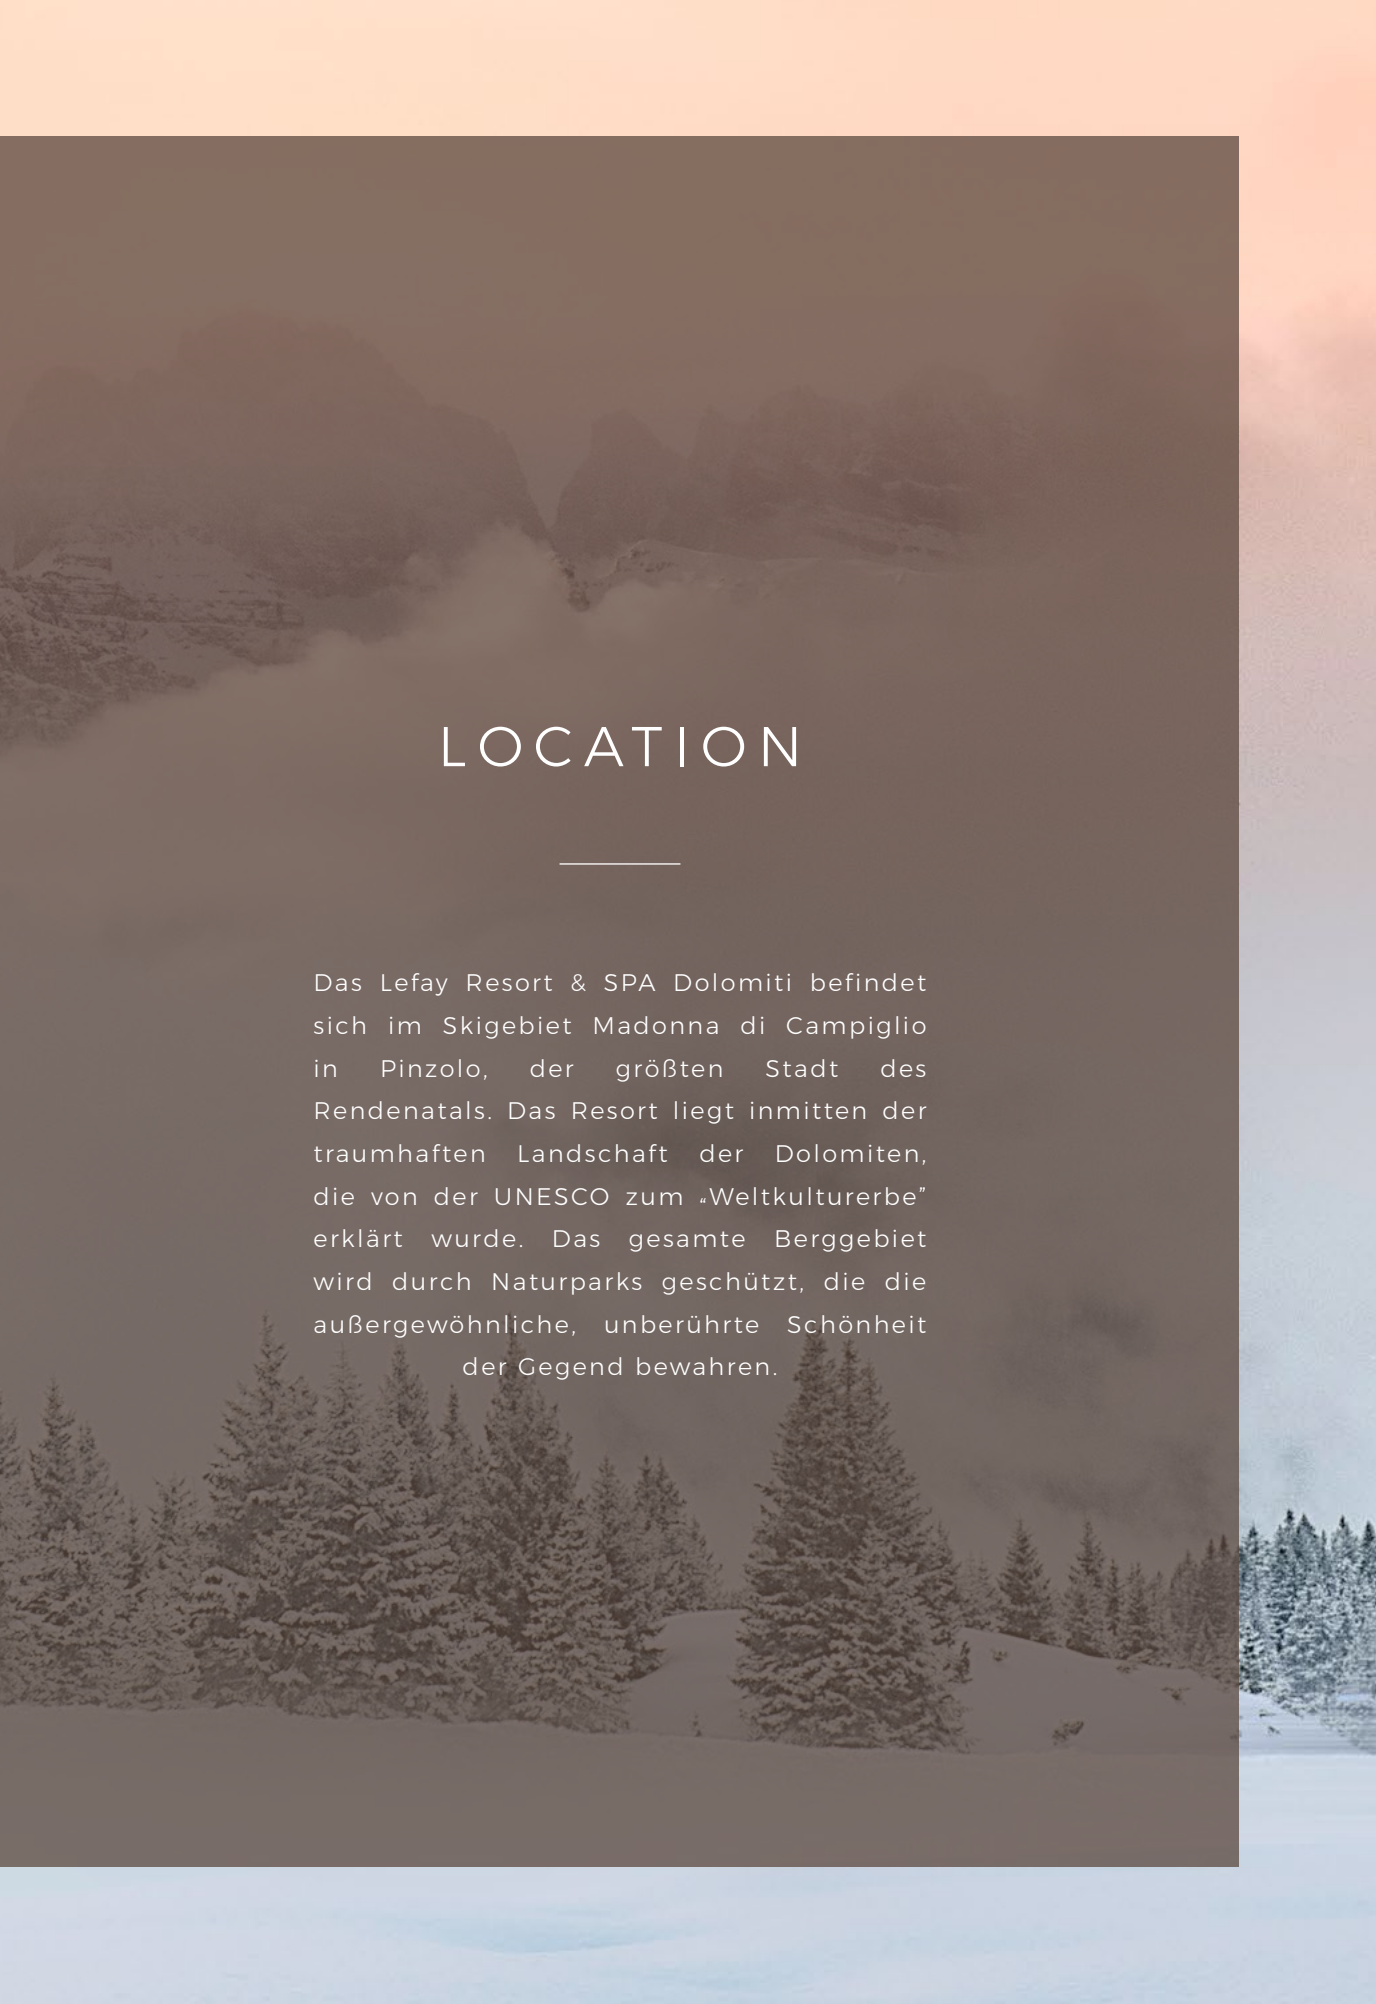 LOCATION
Das Lefay Resort & SPA Dolomiti befindet
sich im Skigebiet Madonna di Campiglio
in Pinzolo, der größten Stadt des
Rendenatals. Das Resort liegt inmitten der
traumhaften Landschaft der Dolomiten,
die von der UNESCO zum “Weltkulturerbe”
erklärt wurde. Das gesamte Berggebiet
wird durch Naturparks geschützt, die die
außergewöhnliche, unberührte Schönheit
der Gegend bewahren.